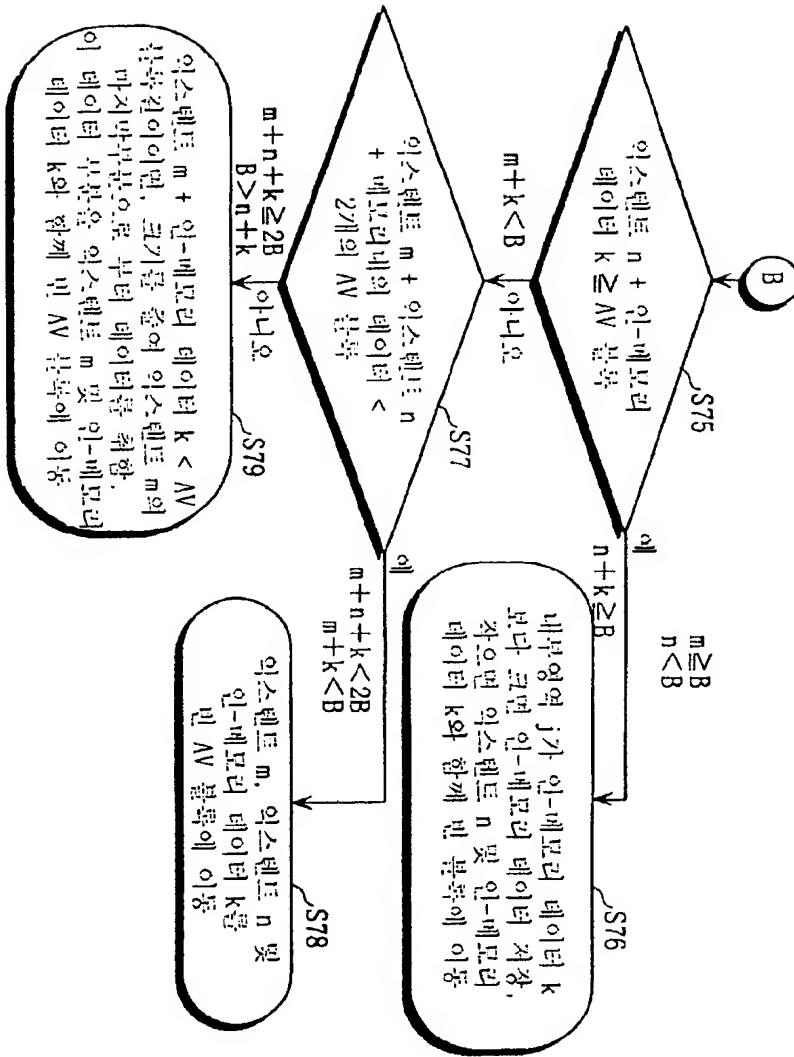 B
익스텐트 n + 인-메모리
데이터 k ≧ AV 블록
S75
예
n+k≧B
m≧B
n<B
내부영역 j가 인-메모리 데이터 k
보다 크면 인-메모리 데이터 저장,
작으면 익스텐트 n 및 인-메모리
데이터 k와 함께 빈 블록에 이동
S76
m+k<B
아니요
익스텐트 m + 익스텐트 n
+ 메모리내의 데이터 <
2개의 AV 블록
S77
예
m+n+k<2B
m+k<B
익스텐트 m, 익스텐트 n 및
인-메모리 데이터 k를
빈 AV 블록에 이동
S78
m+n+k≧2B
B>n+k
아니요
익스텐트 m + 인-메모리 데이터 k < AV
블록전이이면, 크기를 줄여 익스텐트 m의
마지막부분으로 부터 데이터를 취함,
이 데이터 부분을 익스텐트 m 및 인-메모리
데이터 k와 함께 빈 AV 블록에 이동
S79